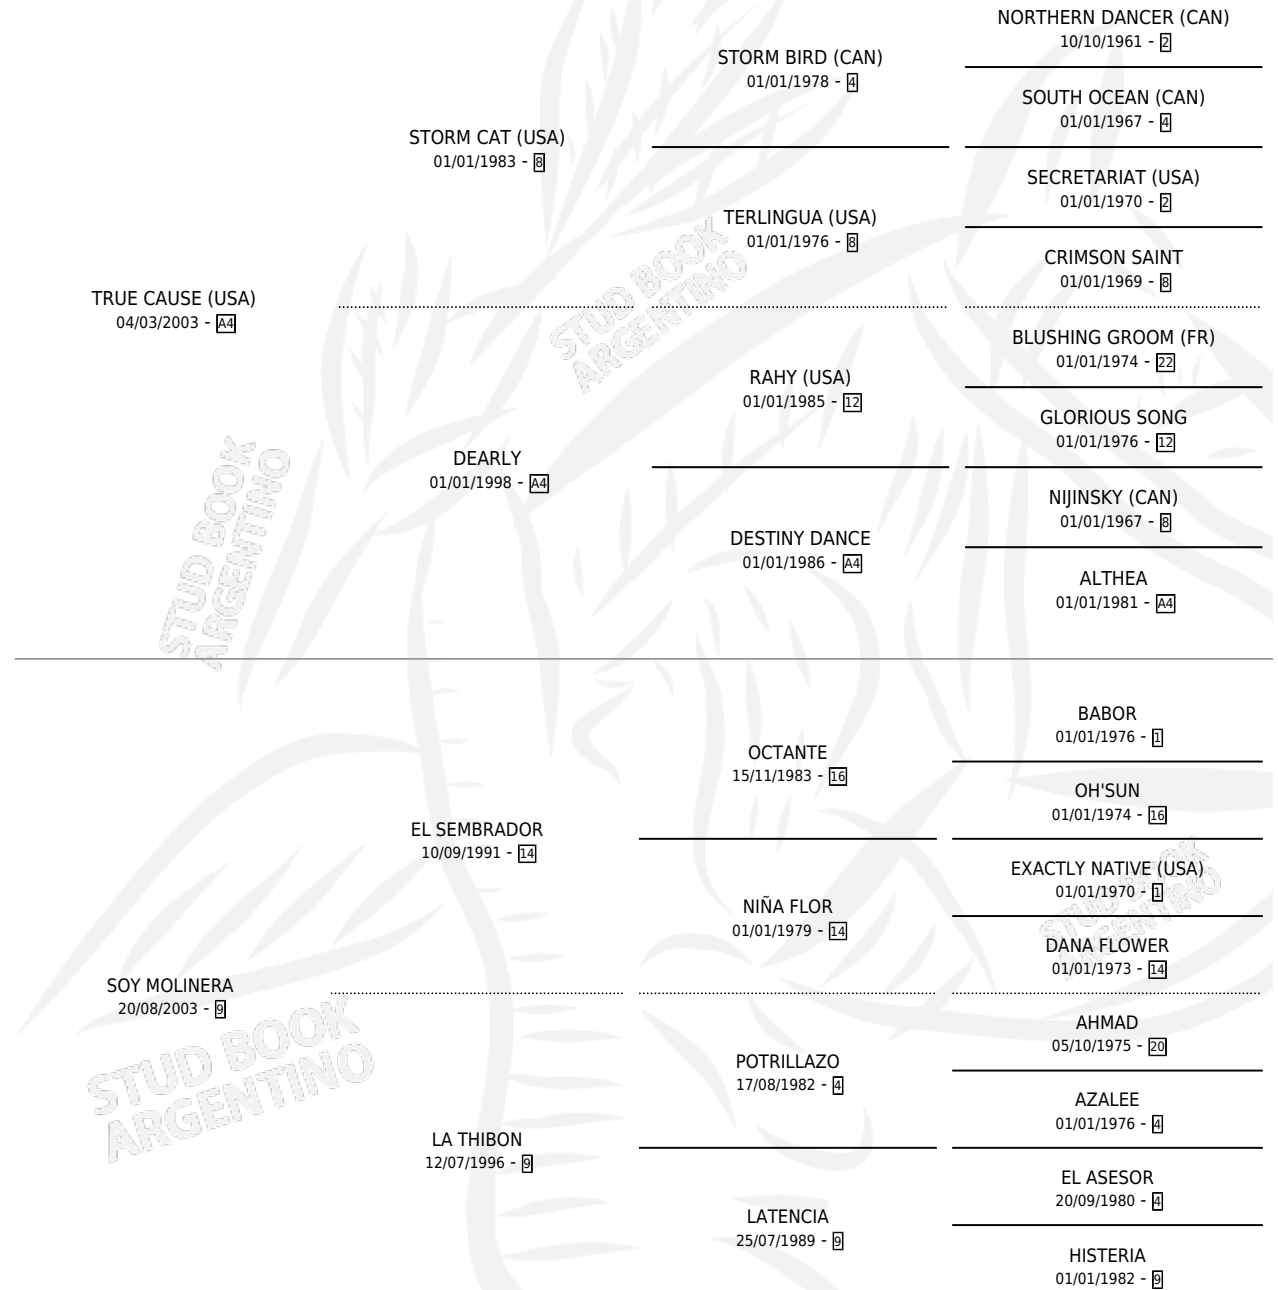 NORTHERN DANCER (CAN)
10/10/1961 - 2
STORM BIRD (CAN)
01/01/1978 - 4
SOUTH OCEAN (CAN)
01/01/1967 - 4
STORM CAT (USA)
01/01/1983 - 8
SECRETARIAT (USA)
01/01/1970 - 2
TERLINGUA (USA)
01/01/1976 - 8
CRIMSON SAINT
01/01/1969 - 8
TRUE CAUSE (USA)
04/03/2003 - A4
STUD BOOK
ARGENTINO
BLUSHING GROOM (FR)
01/01/1974 - 22
RAHY (USA)
01/01/1985 - 12
GLORIOUS SONG
01/01/1976 - 12
DEARLY
01/01/1998 - A4
NIJINSKY (CAN)
01/01/1967 - 8
DESTINY DANCE
01/01/1986 - A4
ALTHEA
01/01/1981 - A4
STUD BOOK
ARGENTINO
BABOR
01/01/1976 - 1
OCTANTE
15/11/1983 - 16
OH'SUN
01/01/1974 - 16
EL SEMBRADOR
10/09/1991 - 14
EXACTLY NATIVE (USA)
01/01/1970 - 1
NIÑA FLOR
01/01/1979 - 14
STUD BOOK
ARGENTINO
DANA FLOWER
01/01/1973 - 14
SOY MOLINERA
20/08/2003 - 9
STUD BOOK
ARGENTINO
AHMAD
05/10/1975 - 20
POTRILLAZO
17/08/1982 - 4
AZALEE
01/01/1976 - 4
LA THIBON
12/07/1996 - 9
EL ASESOR
20/09/1980 - 4
LATENCIA
25/07/1989 - 9
HISTERIA
01/01/1982 - 9